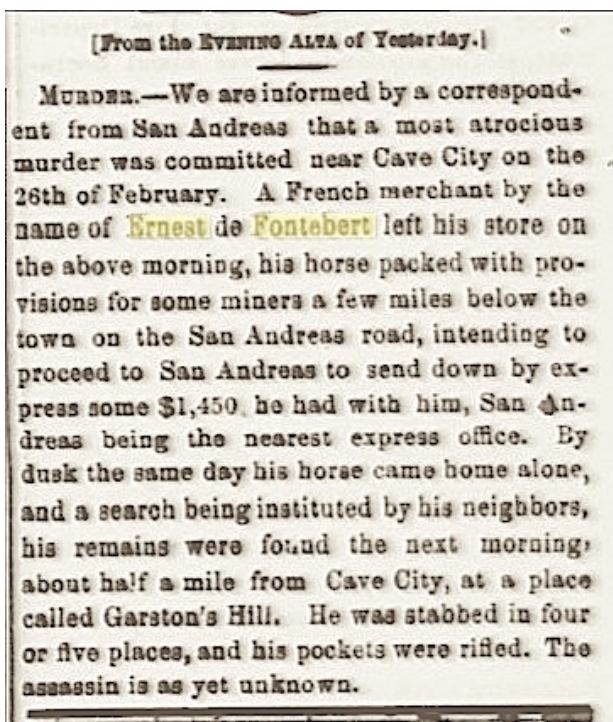 [From the EVENING ALTA of Yesterday.]
MURDER.—We are informed by a correspond-
ent from San Andreas that a most atrocious
murder was committed near Cave City on the
26th of February. A French merchant by the
name of Ernest de Fontebert left his store on
the above morning, his horse packed with pro-
visions for some miners a few miles below the
town on the San Andreas road, intending to
proceed to San Andreas to send down by ex-
press some $1,450 he had with him, San An-
dreas being the nearest express office. By
dusk the same day his horse came home alone,
and a search being instituted by his neighbors,
his remains were found the next morning,
about half a mile from Cave City, at a place
called Garston's Hill. He was stabbed in four
or five places, and his pockets were rifled. The
assassin is as yet unknown.